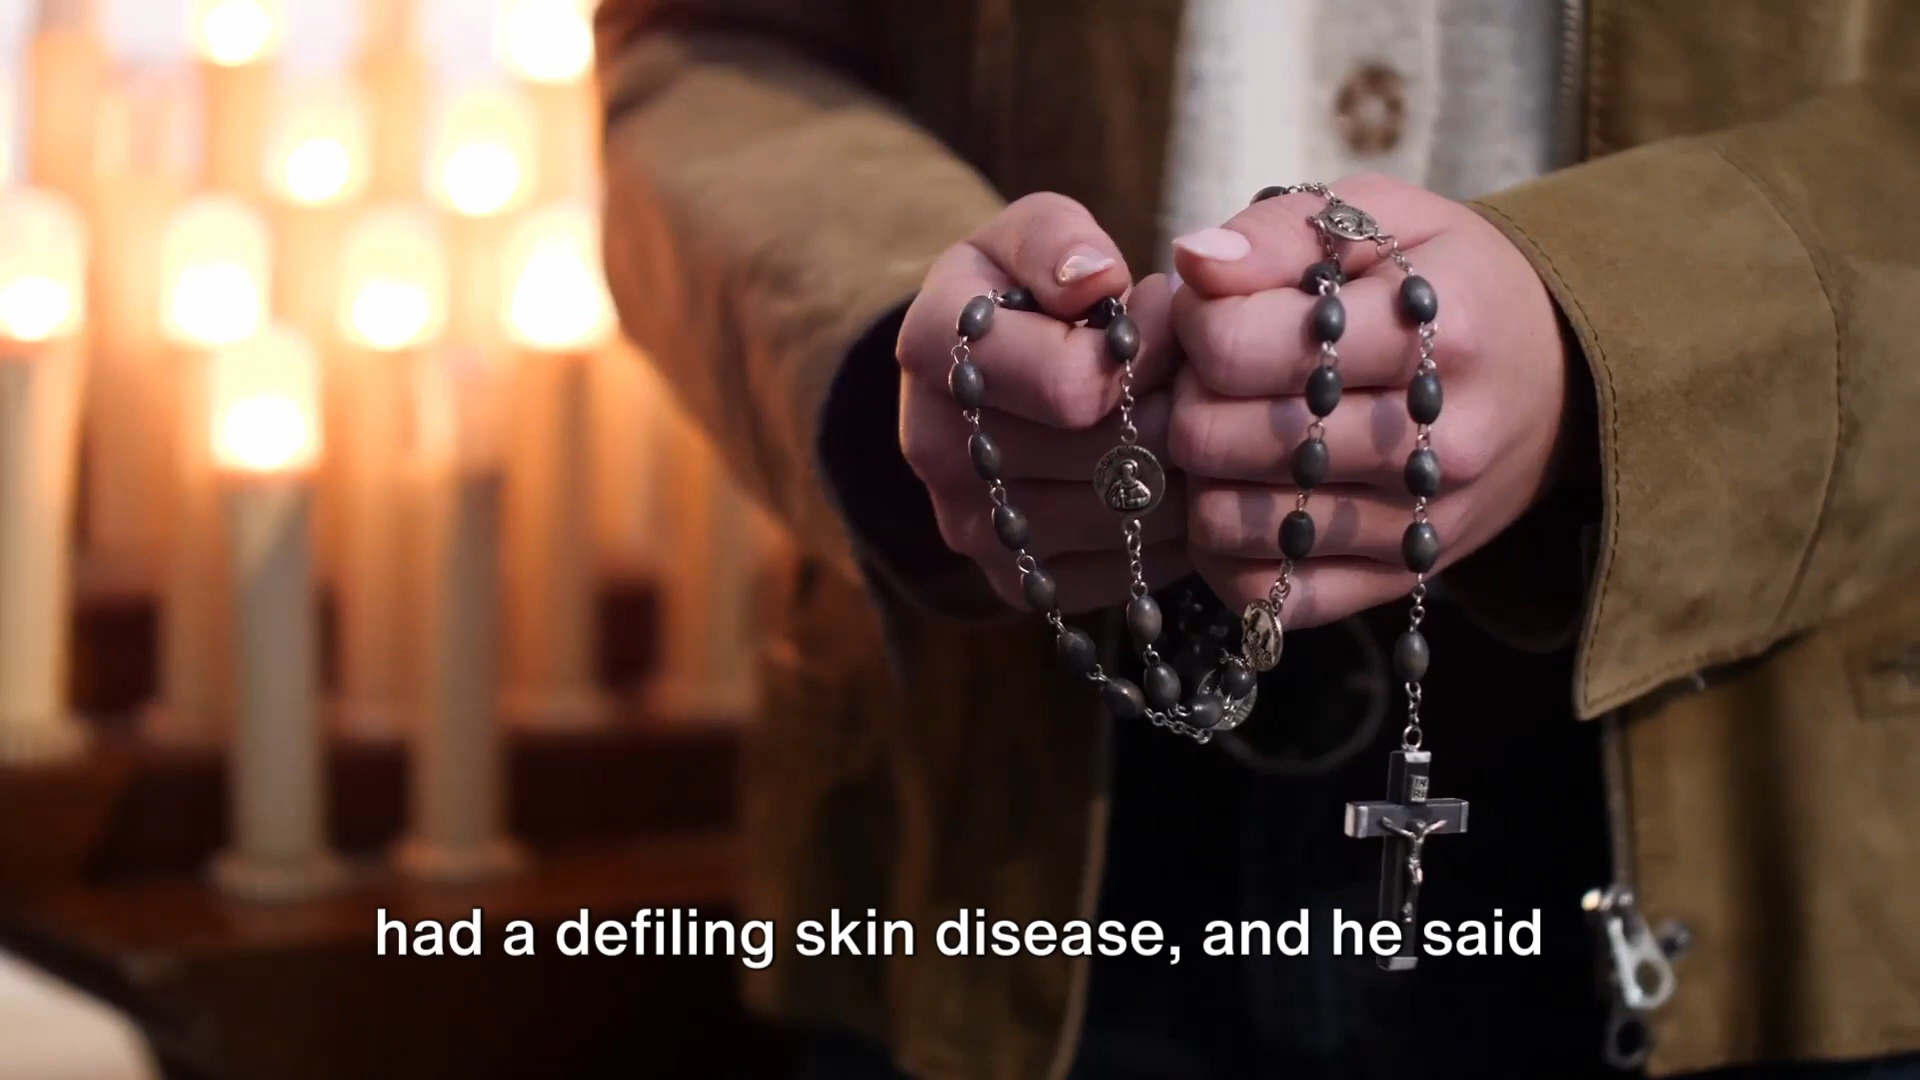 had a defiling skin disease, and he said